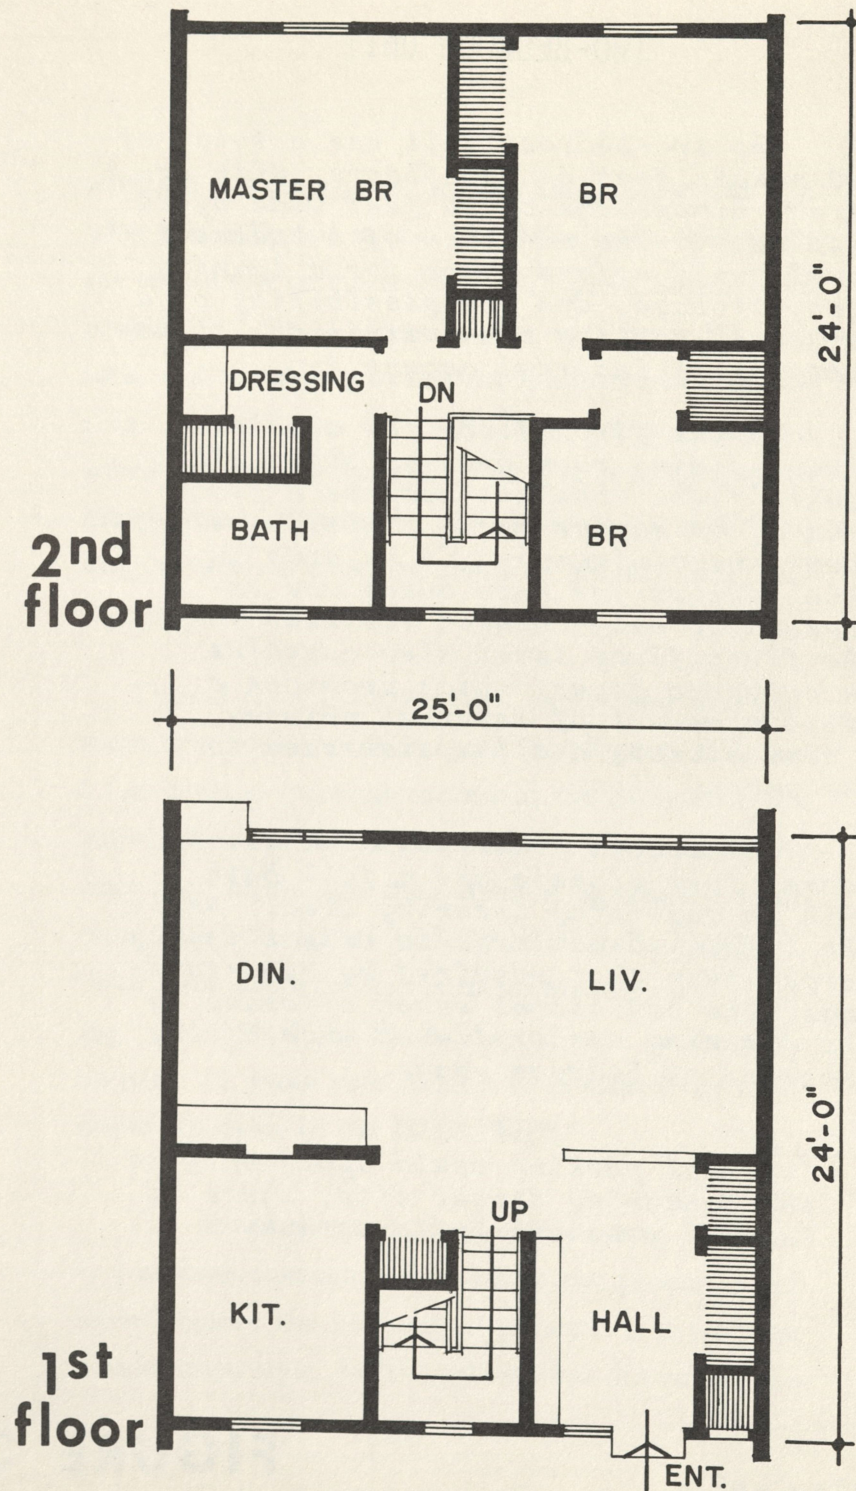 MASTER BR
BR
24'-0"
DRESSING
DN
BATH
BR
2nd
floor
25'-0"
DIN.
LIV.
24'-0"
UP
KIT.
HALL
1st
floor
ENT.